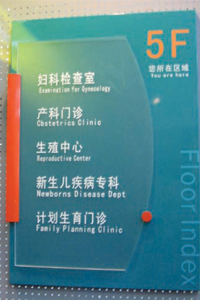 5F
您所在区域
You are here
妇科检查室
Examination for Gynecology
产科门诊
Obstetrics Clinic
生殖中心
Reproductive Center
新生儿疾病专科
Newborns Disease Dept
计划生育门诊
Family Planning Clinic
FloorIndex